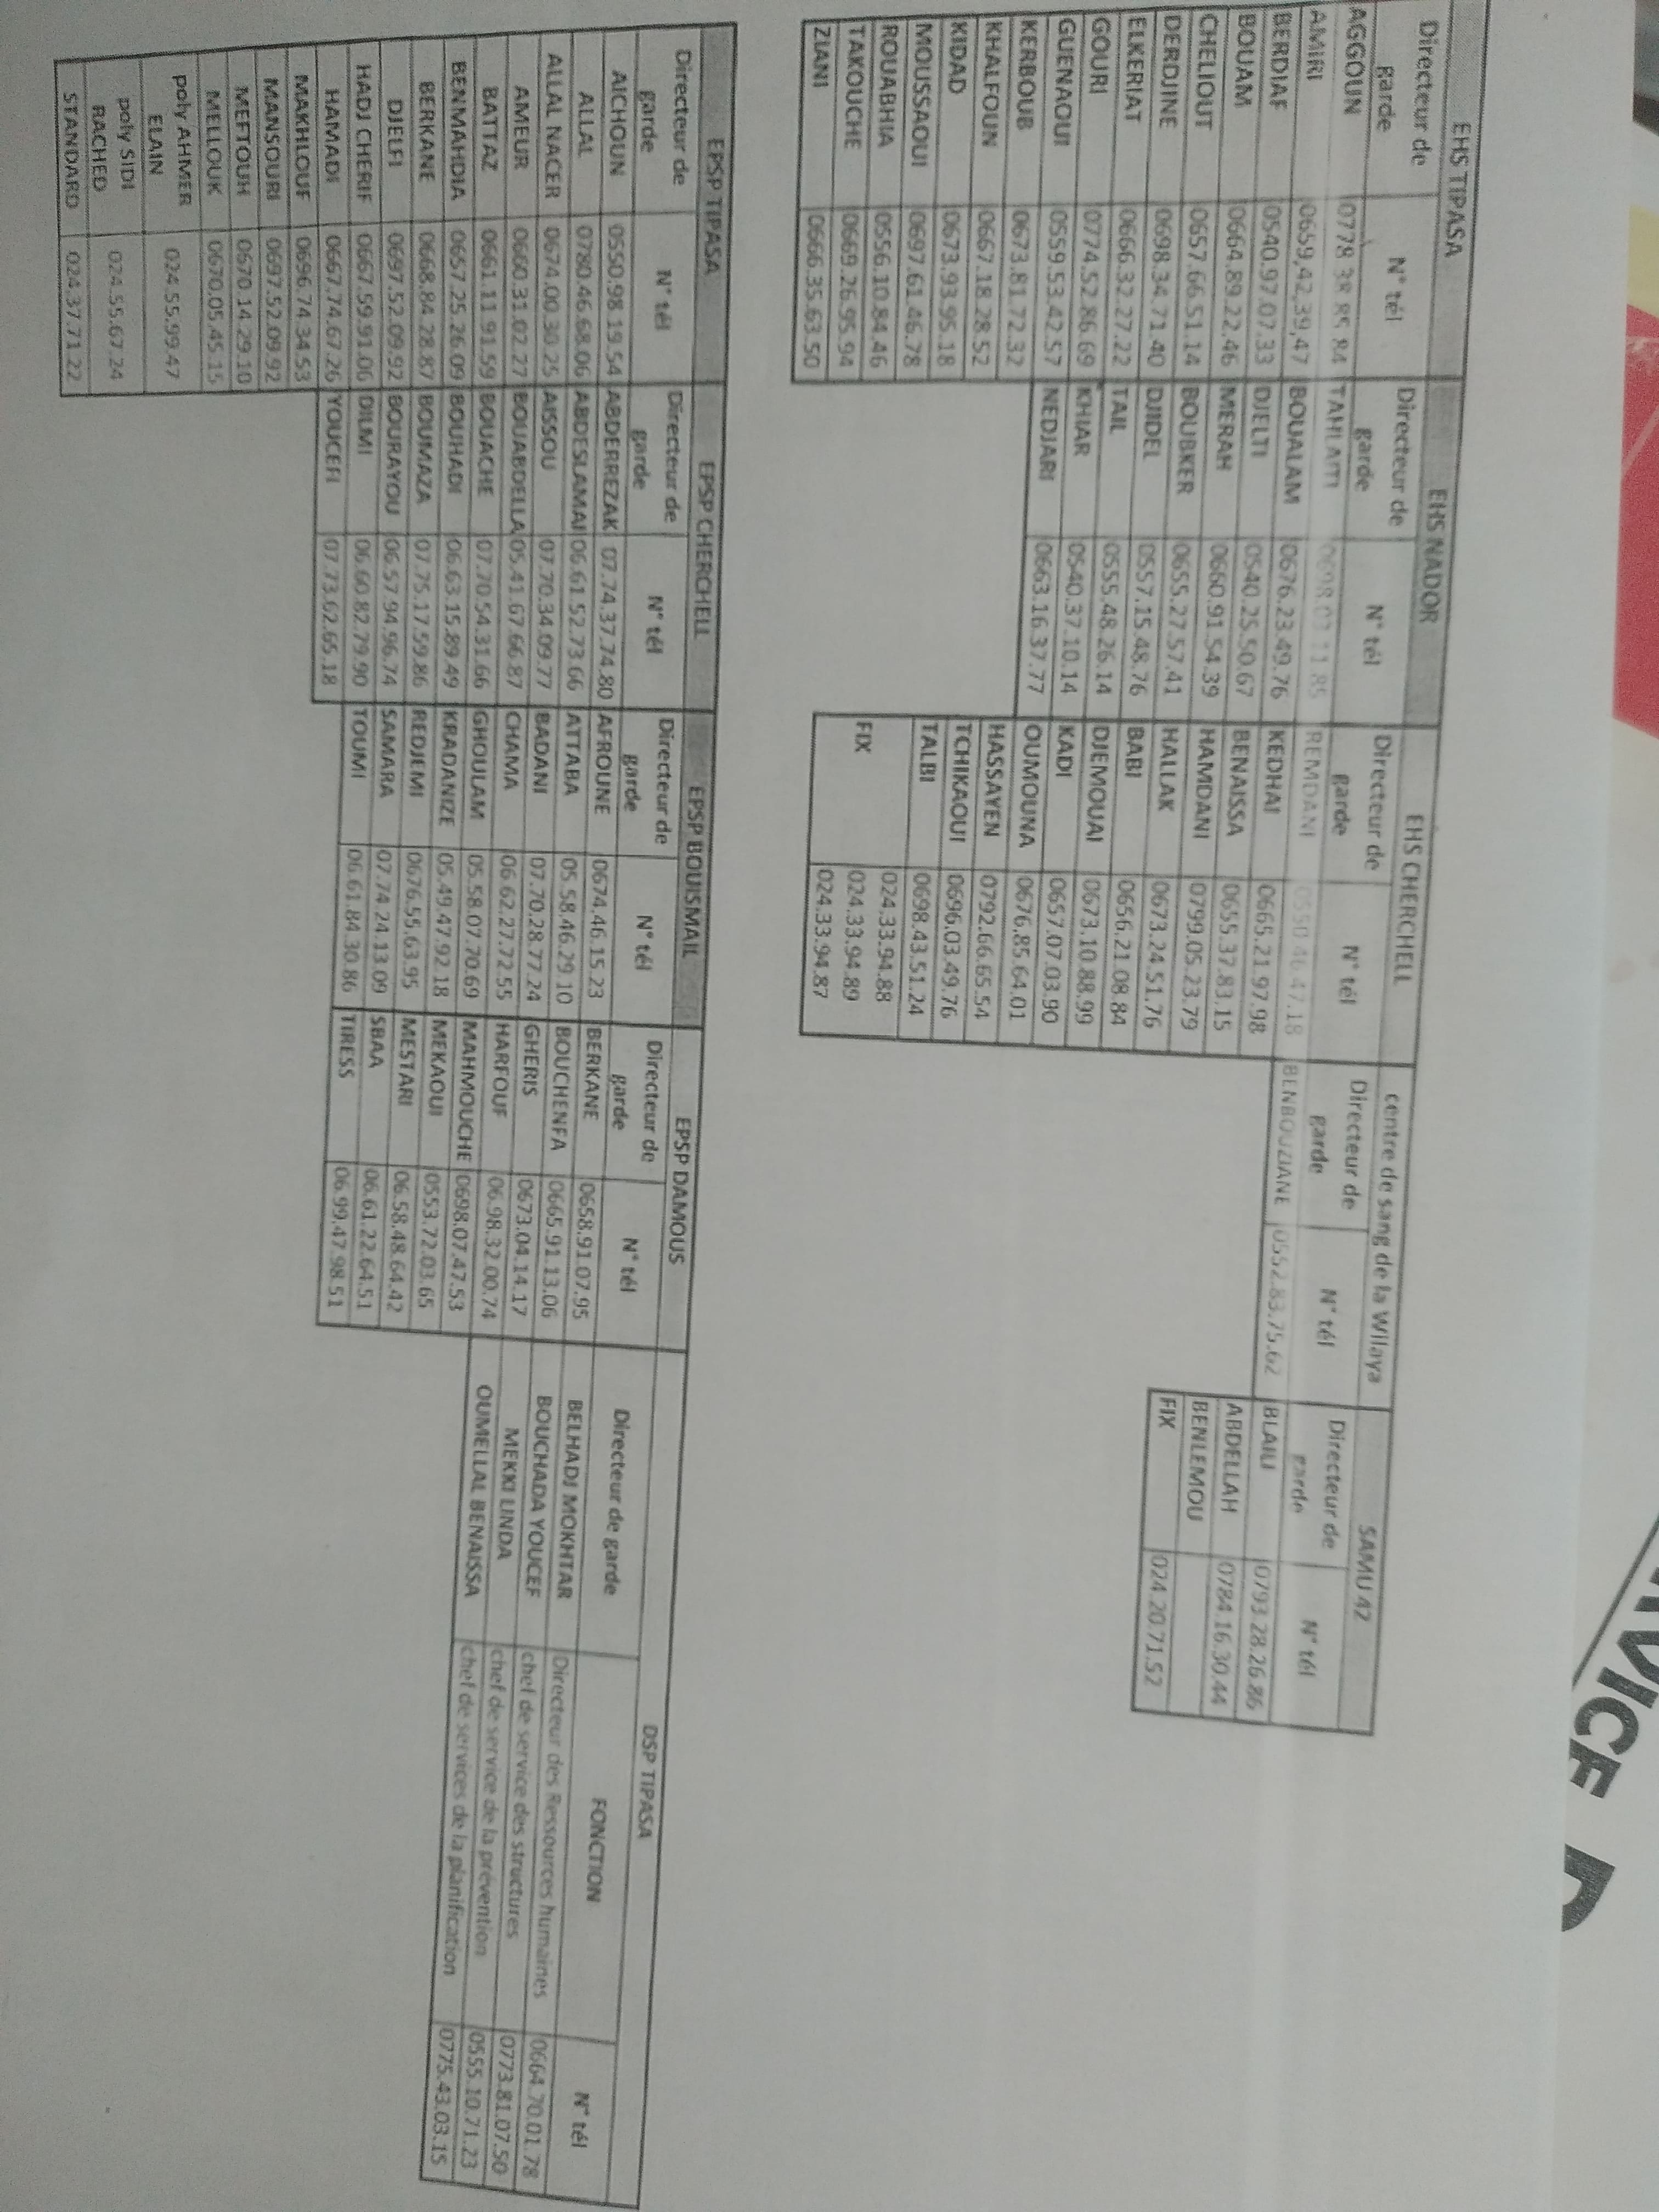 EHS TIPASA
Directeur de garde N° tél
AGGOUN 0778 38 85 84
AMIRI 0659,42,39,47
BERDIAF 0540.97.07.33
BOUAM 0664.89.22.46
CHELIOUT 0657.66.51.14
DERDJINE 0698.34.71.40
ELKERIAT 0666.32.27.22
GOURI 0774.52.86.69
GUENAOUI 0559.53.42.57
KERBOUB 0673.81.72.32
KHALFOUN 0667.18.28.52
KIDAD 0673.93.95.18
MOUSSAOUI 0697.61.46.78
ROUABHIA 0556.10.84.46
TAKOUCHE 0669.26.95.94
ZIANI 0666.35.63.50
EHS NADOR
Directeur de garde N° tél
BOUALAM 0676.23.49.76
DJELTI 0540.25.50.67
MERAH 0660.91.54.39
BOUBKER 0655.27.57.41
DJIDEL 0557.15.48.76
TAIL 0555.48.26.14
KHIAR 0540.37.10.14
NEDJARI 0663.16.37.77
EHS CHERCHELL
Directeur de garde N° tél
REMDANI 0550.46.47.18
KEDHAI 0665.21.97.98
BENAISSA 0655.37.83.15
HAMDANI 0799.05.23.79
HALLAK 0673.24.51.76
BABI 0656.21.08.84
DJEMOUAI 0673.10.88.99
KADI 0657.07.03.90
OUMOUNA 0676.85.64.01
HASSAYEN 0792.66.65.54
TCHIKAOUI 0696.03.49.76
TALBI 0698.43.51.24
FIX 024.33.94.88
024.33.94.89
024.33.94.87
centre de sang de la Wilaya
Directeur de garde N° tél
BENBOUZIANE 0552.83.75.62
SAMU 42
Directeur de garde N° tél
BLAILI 0793.28.26.86
ABDELLAH 0784.16.30.44
BENLEMOU
FIX 024.20.71.52
EPSP TIPASA
Directeur de garde N° tél
AICHOUN 0550.98 19.54
ALLAL 0780.46.68.06
ALLAL NACER 0674.00.30.25
AMEUR 0660.31.02.27
BATTAZ 0661.11 91.59
BENMAHDIA 0657.25 26.09
BERKANE 0668.84 28.87
DJELFI 0697.52.09.92
HADJ CHERIF 0667.59.91.06
HAMADI 0667.74.67.26
MAKHLOUF 0696.74 34.53
MANSOURI 0697.52.09.92
MEFTOUH 0670.14.29.10
MELLOUK 0670.05.45.15
poly AHMER ELAIN 024.55.99.47
poly SIDI RACHED 024.55.67.24
STANDARD 024.37.71.22
EPSP CHERCHELL
Directeur de garde N° tél
ABDERREZAK 07.74.37.74.80
ABDESLAMAI 06.61.52.73.66
AISSOU 07.70.34.09.77
BOUABDELLA 05.41.67.66.87
BOUACHE 07.70.54.31.66
BOUHADI 06.63.15.89.49
BOUMAZA 07.75.17.59.86
BOURAYOU 06.57.94.96.74
DILMI 06.60.82.79.90
YOUCEFI 07.73.62.65.18
EPSP BOUISMAIL
Directeur de garde N° tél
AFROUNE 0674.46.15.23
ATTABA 05.58.46.29 10
BADANI 07.70.28.77.24
CHAMA 06 62.27.72.55
GHOULAM 05.58.07.70.69
KRADANIZE 05.49.47.92.18
REDJEMI 0676.55.63.95
SAMARA 07.74.24.13.09
TOUMI 06.61.84.30.86
EPSP DAMOUS
Directeur de garde N° tél
BERKANE 0658.91.07.95
BOUCHENFA 0665.91.13.06
GHERIS 0673.04.14.17
HARFOUF 06.98.32.00.74
MAHMOUCHE 0698.07.47.53
MEKAOUI 0553.72.03.65
MESTARI 06.58.48.64.42
SBAA 06.61.22.64.51
TIRESS 06.99.47.98.51
DSP TIPASA
Directeur de garde FONCTION N° tél
BELHADJ MOKHTAR Directeur des Ressources humaines 0664.70.01.78
BOUCHADA YOUCEF chef de service des structures 0773.81.07.50
MEKKI LINDA chef de service de la prévention 0555.10.71.23
OUMELLAL BENAISSA chef de services de la planification 0775.43.03.15